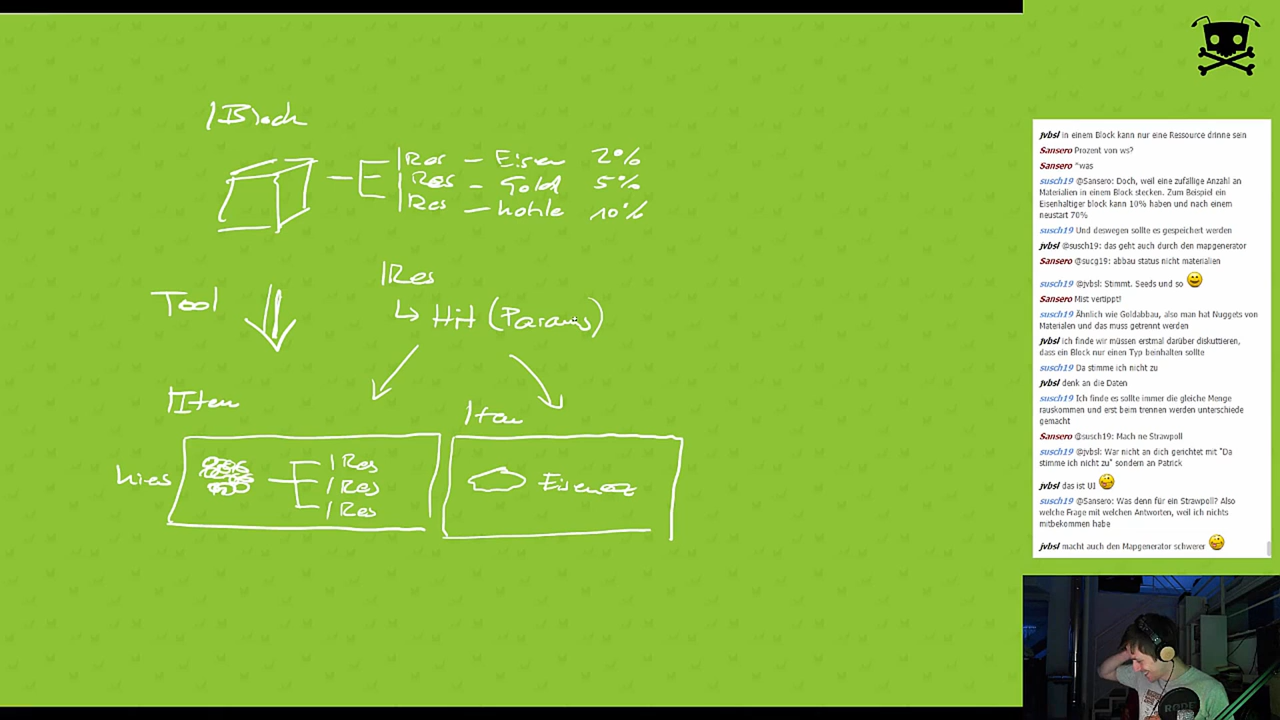 IBlock
IRes – Eisen 2%
IRes – Gold 5%
IRes – Kohle 10%
IRes
↳ Hit (Params)
Tool
IItem
Item
Kies
IRes
IRes
IRes
Eisenerz
jvbsl in einem Block kann nur eine Ressource drinne sein
Sansero Prozent von ws?
Sansero *was
susch19 @Sansero: Doch, weil eine zufällige Anzahl an
Materialien in einem Block stecken. Zum Beispiel ein
Eisenhaltiger block kann 10% haben und nach einem
neustart 70%
susch19 Und deswegen sollte es gespeichert werden
jvbsl @susch19: das geht auch durch den mapgenerator
Sansero @sucg19: abbau status nicht materialien
susch19 @jvbsl: Stimmt. Seeds und so
Sansero Mist vertippt!
susch19 Ähnlich wie Goldabbau, also man hat Nuggets von
Materialen und das muss getrennt werden
jvbsl ich finde wir müssen erstmal darüber diskuttieren,
dass ein Block nur einen Typ beinhalten sollte
susch19 Da stimme ich nicht zu
jvbsl denk an die Daten
susch19 Ich finde es sollte immer die gleiche Menge
rauskommen und erst beim trennen werden unterschiede
gemacht
Sansero @susch19: Mach ne Strawpoll
susch19 @jvbsl: War nicht an dich gerichtet mit "Da
stimme ich nicht zu" sondern an Patrick
jvbsl das ist UI
susch19 @Sansero: Was denn für ein Strawpoll? Also
welche Frage mit welchen Antworten, weil ich nichts
mitbekommen habe
jvbsl macht auch den Mapgenerator schwerer
RODE